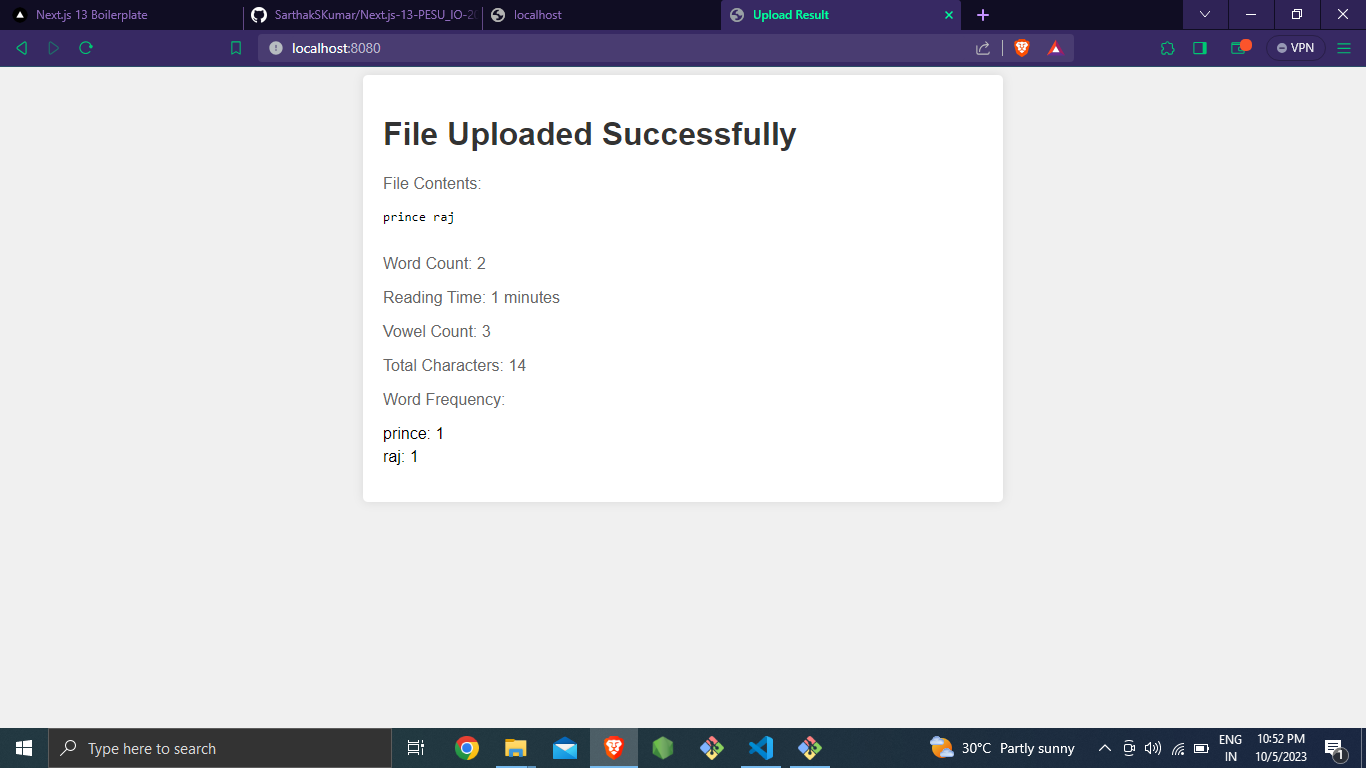 Next.js 13 Boilerplate
SarthakSKumar/Next.js-13-PESU_IO-2
localhost
Upload Result
localhost:8080
VPN
File Uploaded Successfully
File Contents:
prince raj
Word Count: 2
Reading Time: 1 minutes
Vowel Count: 3
Total Characters: 14
Word Frequency:
prince: 1
raj: 1
Type here to search
30°C Partly sunny
ENG
IN
10:52 PM
10/5/2023
1